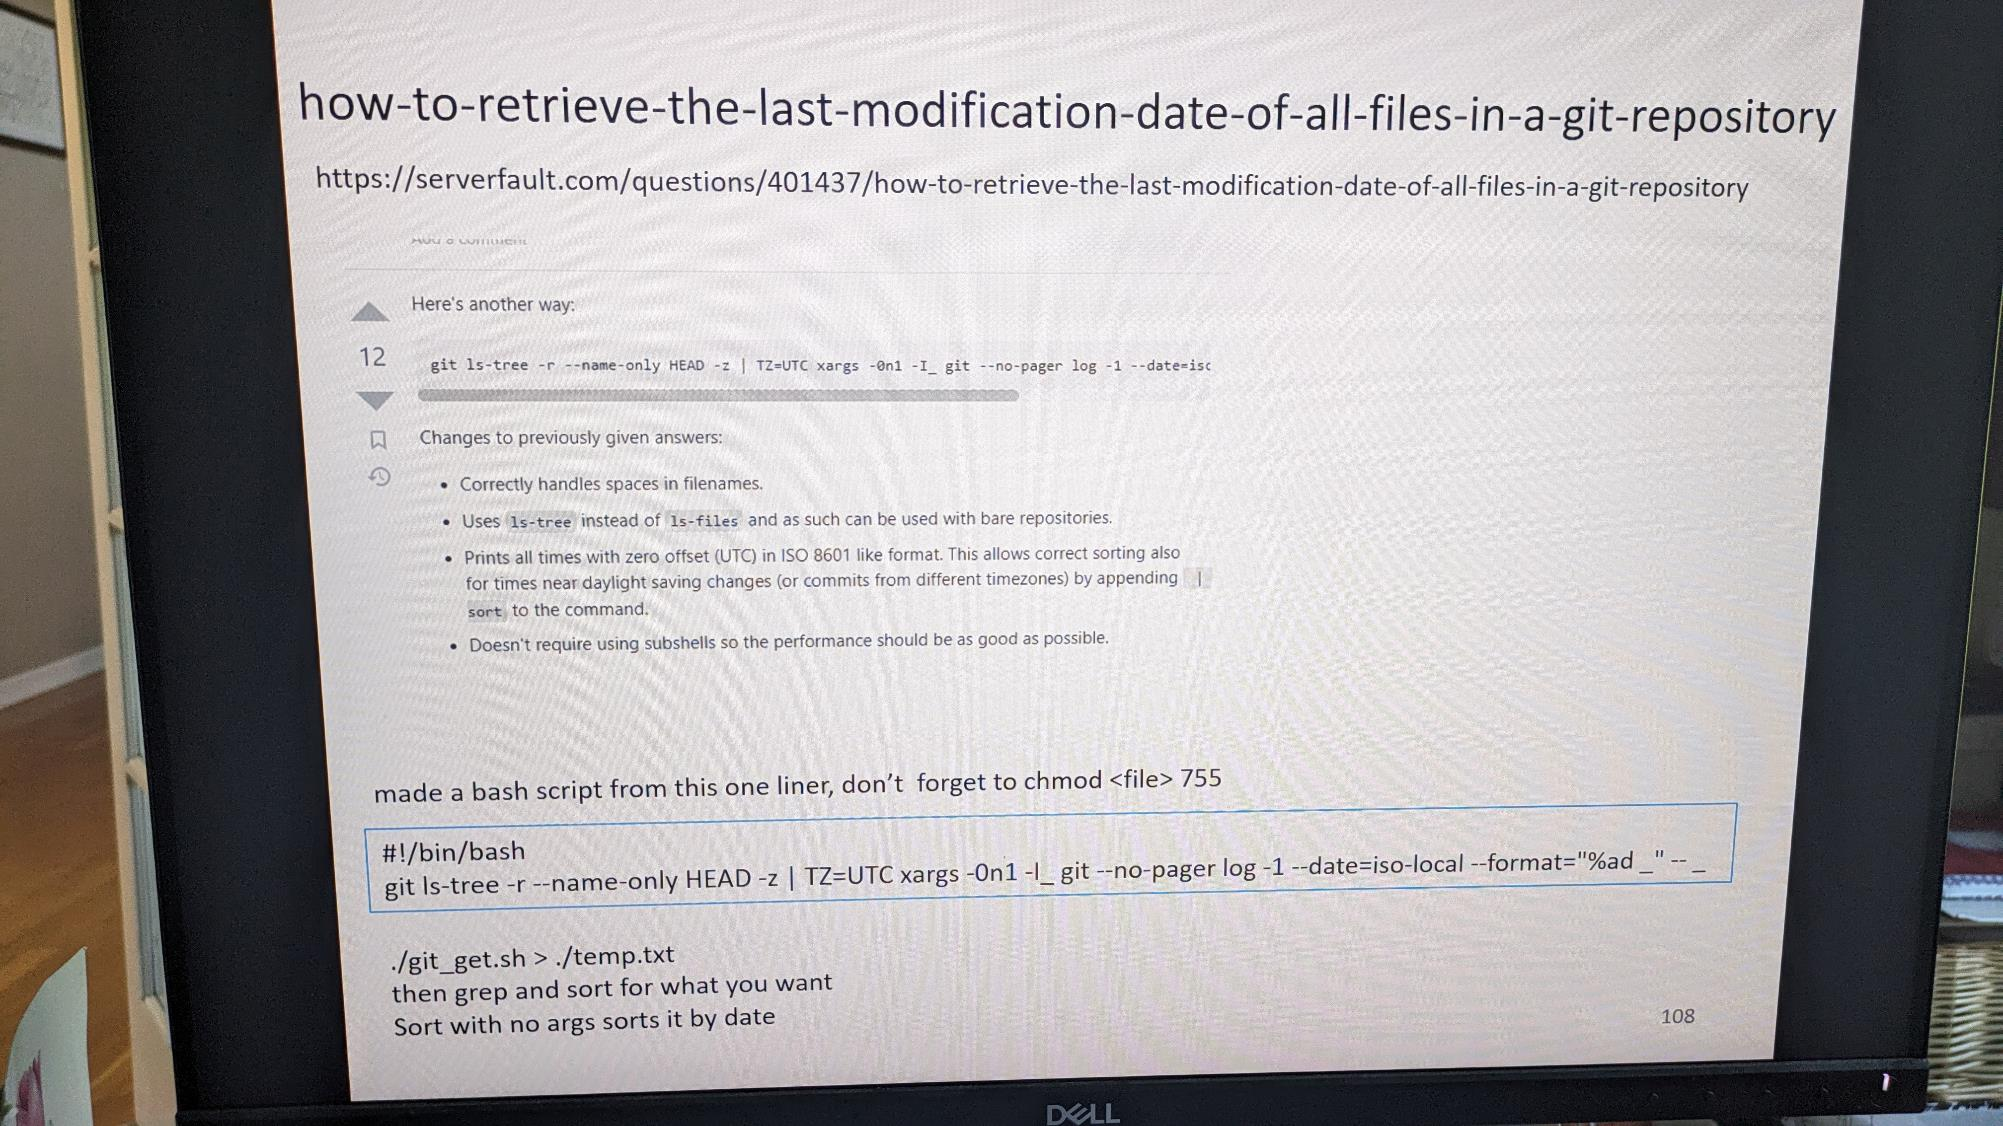 how-to-retrieve-the-last-modification-date-of-all-files-in-a-git-repository
https://serverfault.com/questions/401437/how-to-retrieve-the-last-modification-date-of-all-files-in-a-git-repository
Add a comment
Here's another way:
12
git ls-tree -r --name-only HEAD -z | TZ=UTC xargs -0n1 -I_ git --no-pager log -1 --date=isc
Changes to previously given answers:
• Correctly handles spaces in filenames.
• Uses ls-tree instead of ls-files and as such can be used with bare repositories.
• Prints all times with zero offset (UTC) in ISO 8601 like format. This allows correct sorting also
for times near daylight saving changes (or commits from different timezones) by appending |
sort to the command.
• Doesn't require using subshells so the performance should be as good as possible.
made a bash script from this one liner, don’t forget to chmod <file> 755
#!/bin/bash
git ls-tree -r --name-only HEAD -z | TZ=UTC xargs -0n1 -I_ git --no-pager log -1 --date=iso-local --format="%ad _" -- _
./git_get.sh > ./temp.txt
then grep and sort for what you want
Sort with no args sorts it by date
108
DELL